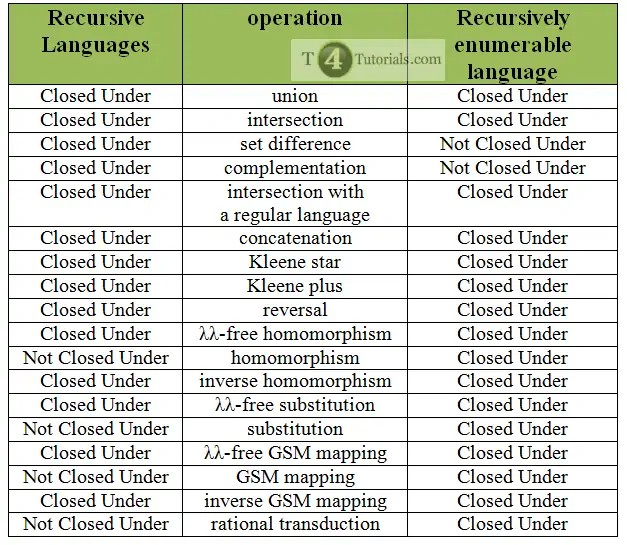 Recursive Languages operation Recursively enumerable language
T 4 Tutorials.com
Closed Under union Closed Under
Closed Under intersection Closed Under
Closed Under set difference Not Closed Under
Closed Under complementation Not Closed Under
Closed Under intersection with a regular language Closed Under
Closed Under concatenation Closed Under
Closed Under Kleene star Closed Under
Closed Under Kleene plus Closed Under
Closed Under reversal Closed Under
Closed Under λλ-free homomorphism Closed Under
Not Closed Under homomorphism Closed Under
Closed Under inverse homomorphism Closed Under
Closed Under λλ-free substitution Closed Under
Not Closed Under substitution Closed Under
Closed Under λλ-free GSM mapping Closed Under
Not Closed Under GSM mapping Closed Under
Closed Under inverse GSM mapping Closed Under
Not Closed Under rational transduction Closed Under